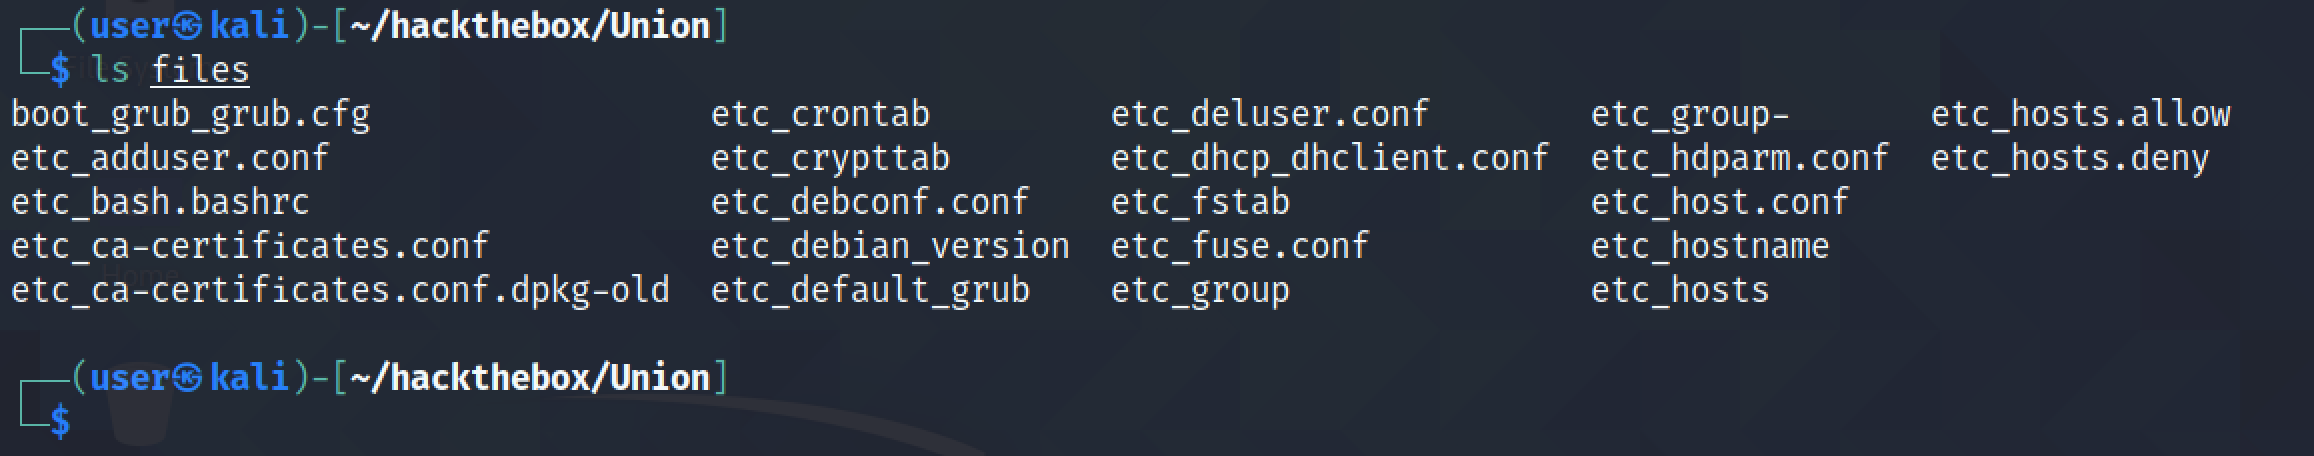 ┌──(user㉿kali)-[~/hackthebox/Union]
└─$ ls files
boot_grub_grub.cfg                 etc_crontab         etc_deluser.conf       etc_group-       etc_hosts.allow
etc_adduser.conf                   etc_crypttab        etc_dhcp_dhclient.conf  etc_hdparm.conf  etc_hosts.deny
etc_bash.bashrc                    etc_debconf.conf    etc_fstab              etc_host.conf
etc_ca-certificates.conf           etc_debian_version  etc_fuse.conf          etc_hostname
etc_ca-certificates.conf.dpkg-old  etc_default_grub    etc_group              etc_hosts
Home
┌──(user㉿kali)-[~/hackthebox/Union]
└─$